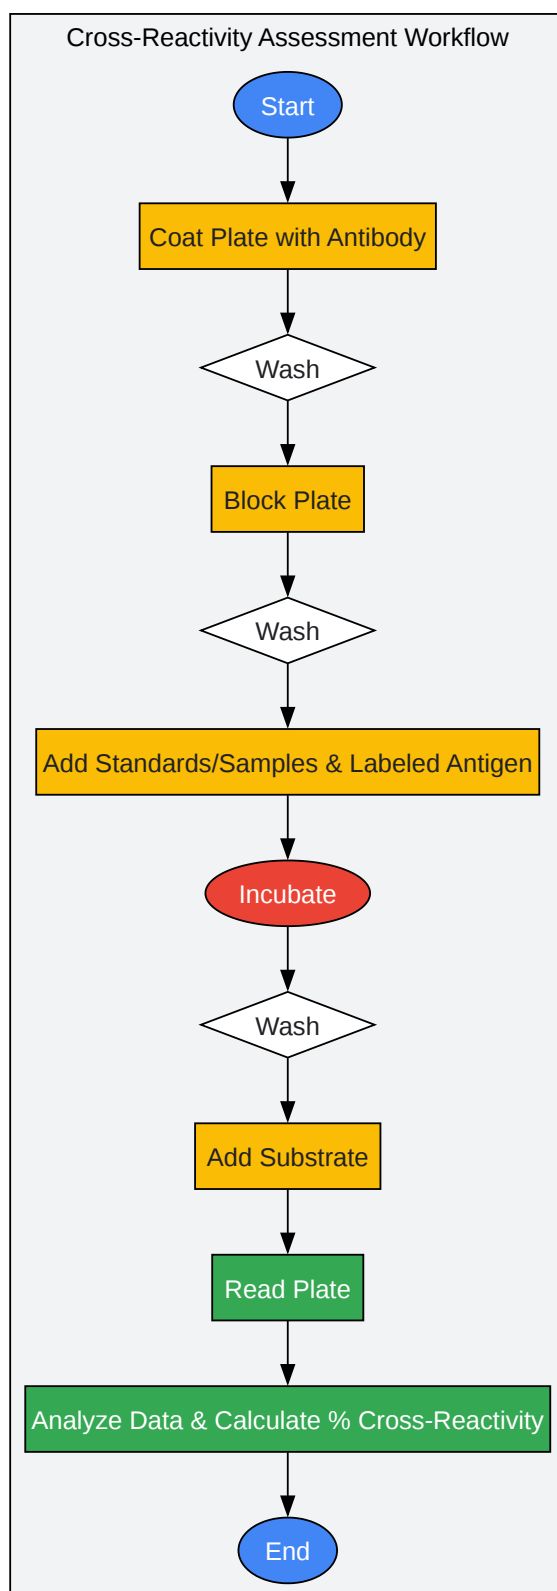 Cross-Reactivity Assessment Workflow
Start
Coat Plate with Antibody
Wash
Block Plate
Wash
Add Standards/Samples & Labeled Antigen
Incubate
Wash
Add Substrate
Read Plate
Analyze Data & Calculate % Cross-Reactivity
End